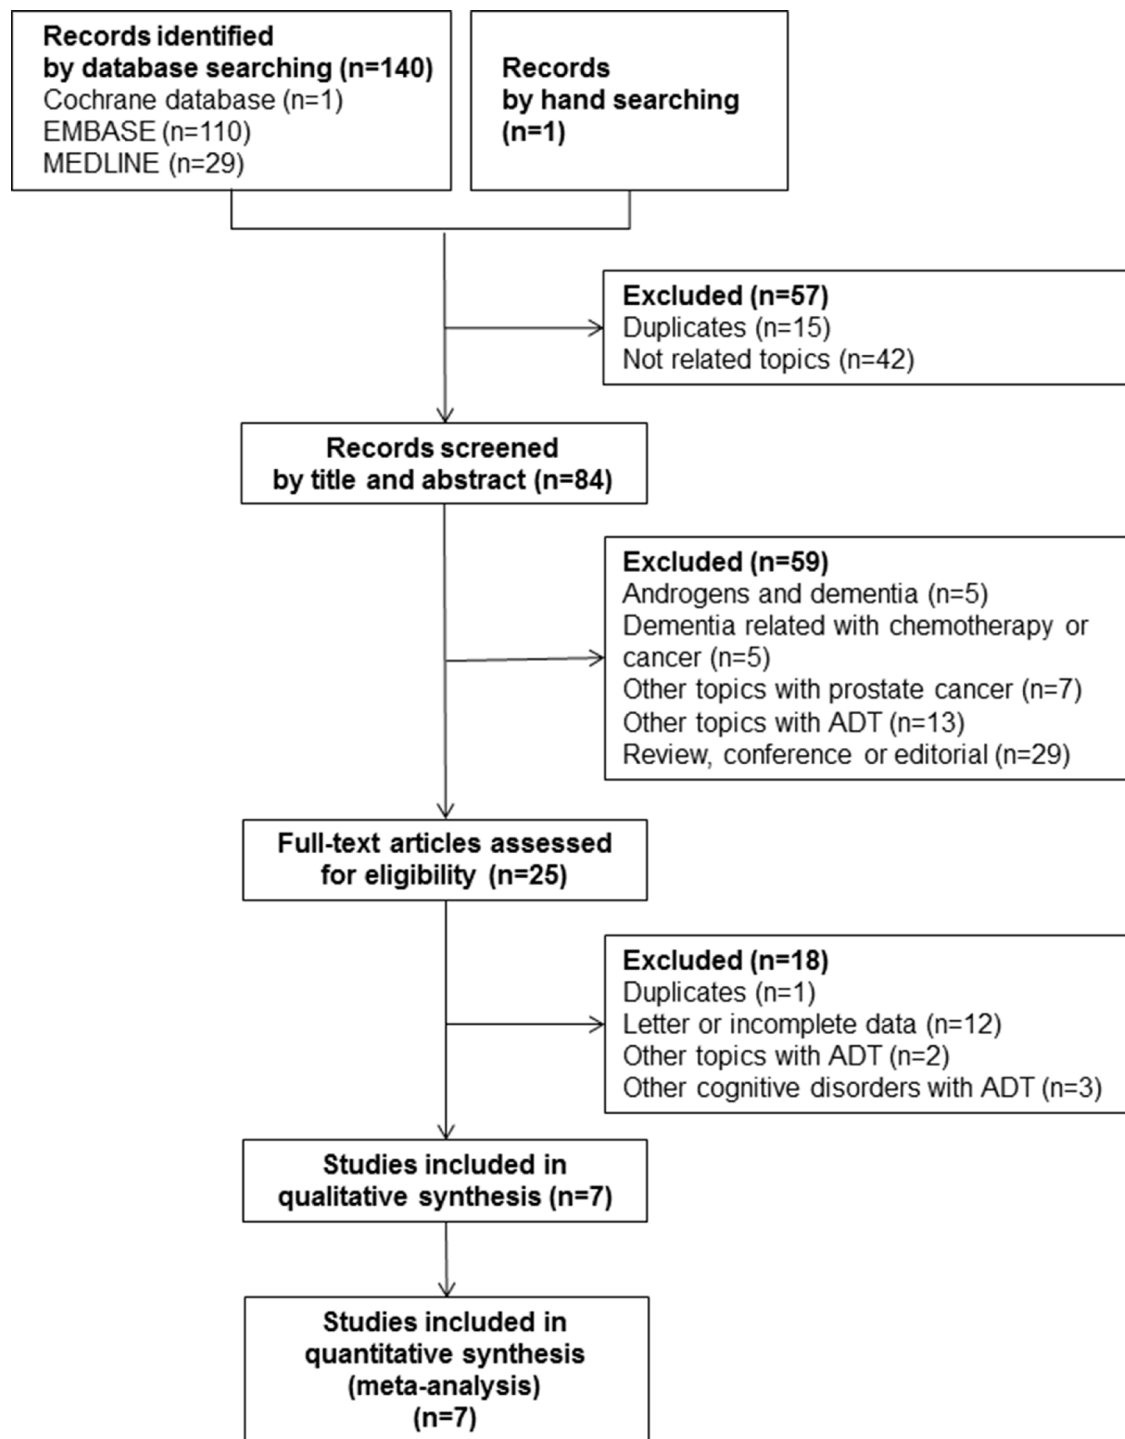 Records identified
by database searching (n=140)
Cochrane database (n=1)
EMBASE (n=110)
MEDLINE (n=29)
Records
by hand searching
(n=1)
Excluded (n=57)
Duplicates (n=15)
Not related topics (n=42)
Records screened
by title and abstract (n=84)
Excluded (n=59)
Androgens and dementia (n=5)
Dementia related with chemotherapy or
cancer (n=5)
Other topics with prostate cancer (n=7)
Other topics with ADT (n=13)
Review, conference or editorial (n=29)
Full-text articles assessed
for eligibility (n=25)
Excluded (n=18)
Duplicates (n=1)
Letter or incomplete data (n=12)
Other topics with ADT (n=2)
Other cognitive disorders with ADT (n=3)
Studies included in
qualitative synthesis (n=7)
Studies included in
quantitative synthesis
(meta-analysis)
(n=7)